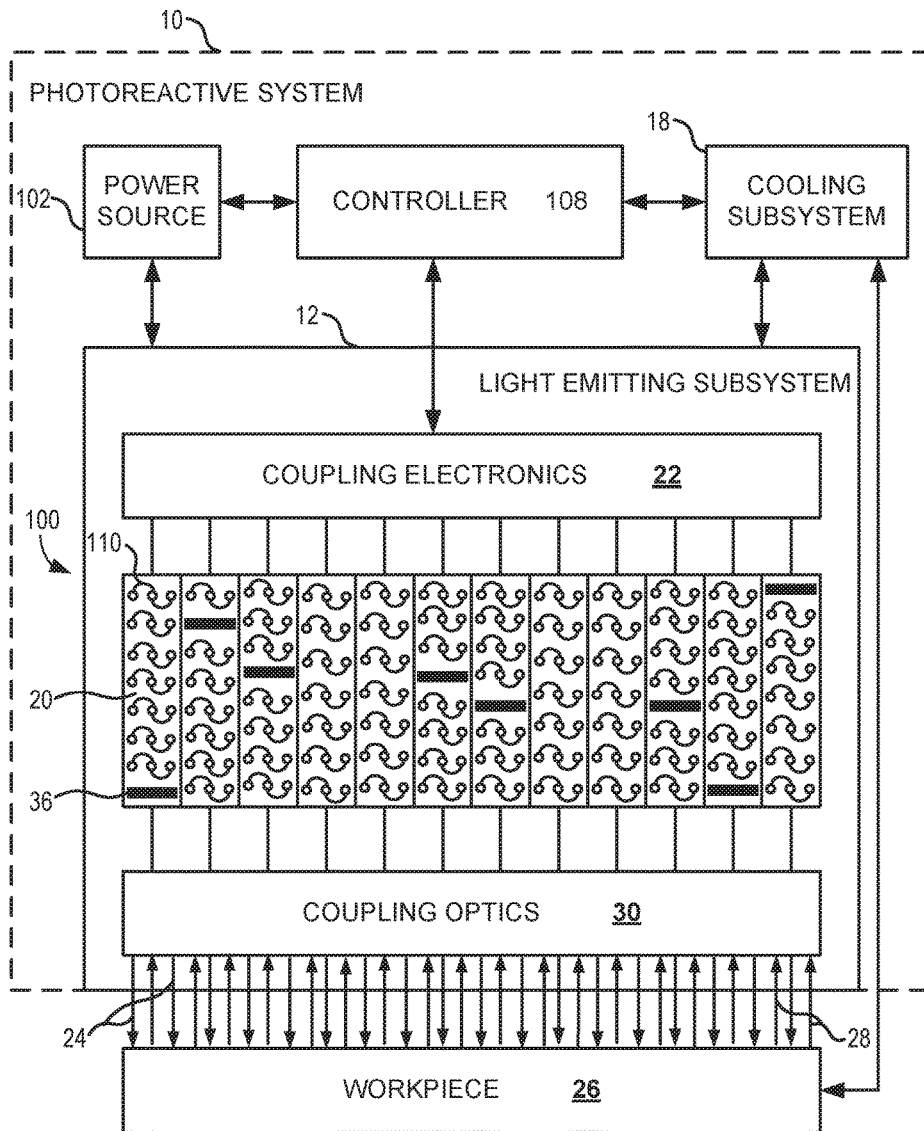 10
PHOTOREACTIVE SYSTEM
18
102
POWER
SOURCE
CONTROLLER 108
COOLING
SUBSYSTEM
12
LIGHT EMITTING SUBSYSTEM
COUPLING ELECTRONICS 22
100
110
20
36
COUPLING OPTICS 30
24
28
WORKPIECE 26